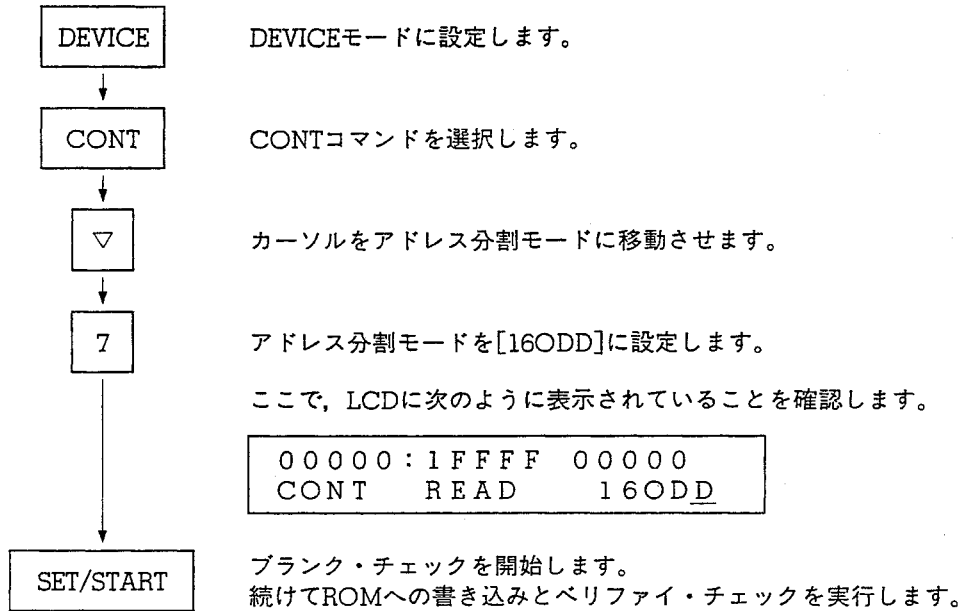 DEVICE DEVICEモードに設定します。
CONT CONTコマンドを選択します。
▽ カーソルをアドレス分割モードに移動させます。
7 アドレス分割モードを[16ODD]に設定します。
ここで，LCDに次のように表示されていることを確認します。
00000:1FFFF 00000
CONT READ 16ODD
SET/START ブランク・チェックを開始します。
続けてROMへの書き込みとベリファイ・チェックを実行します。